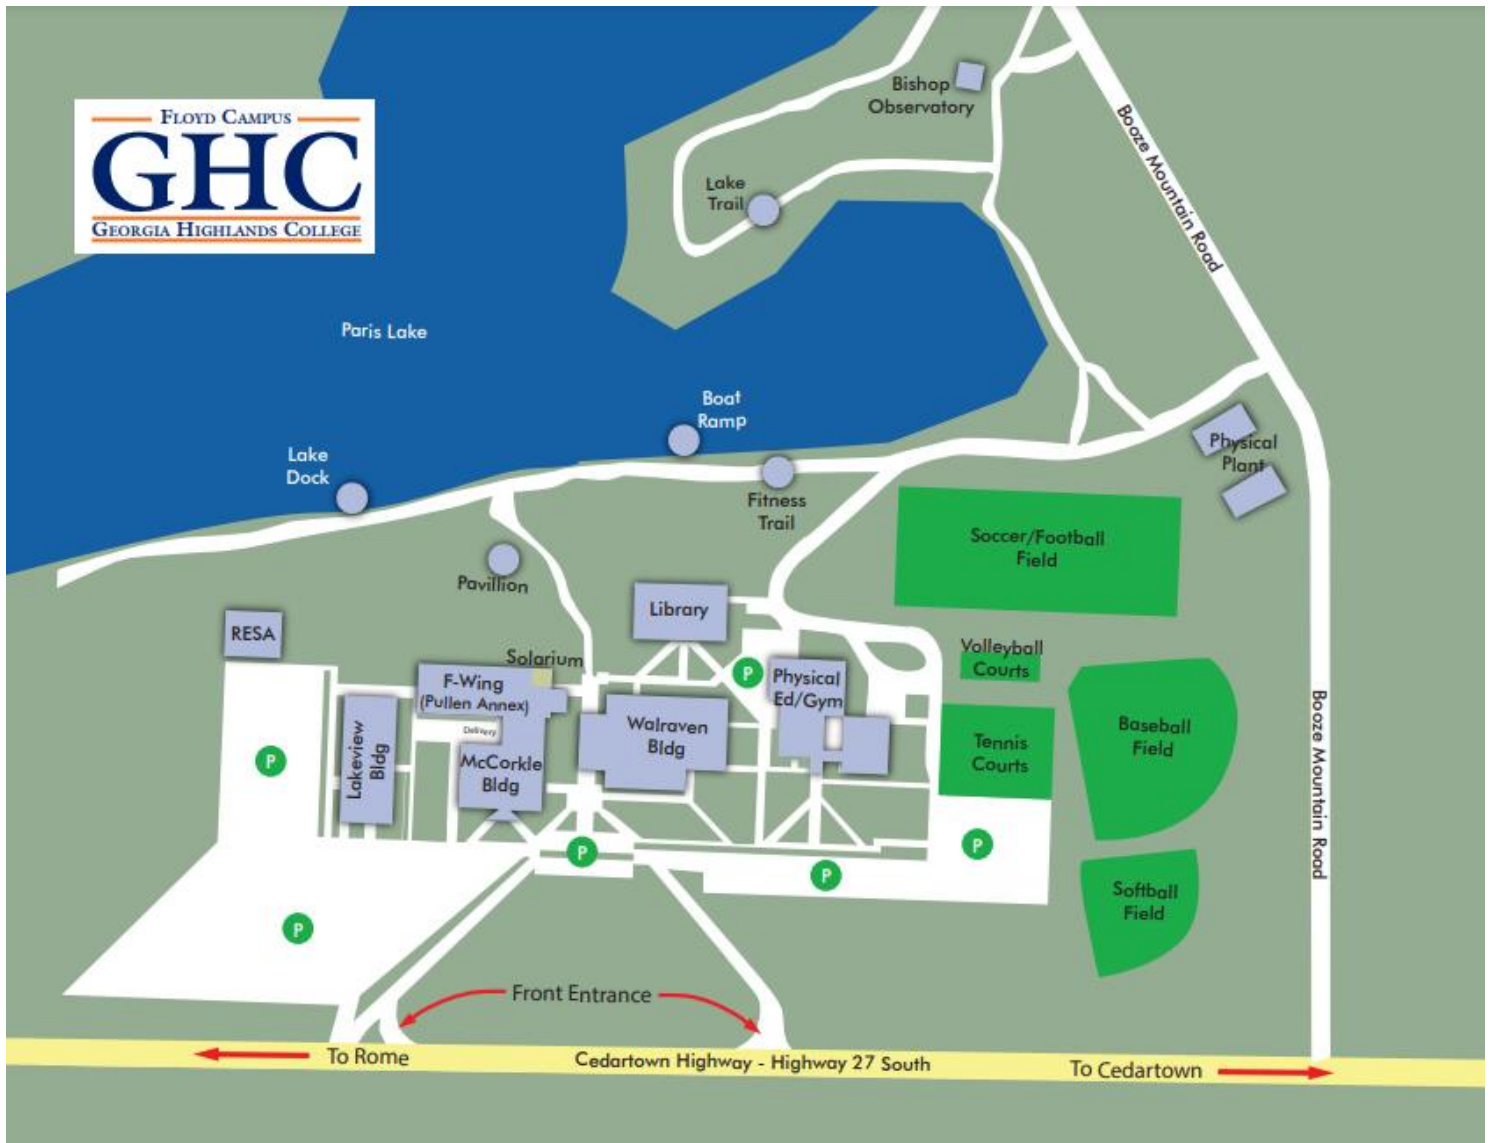 FLOYD CAMPUS
GHC
GEORGIA HIGHLANDS COLLEGE
Bishop
Observatory
Booze Mountain Road
Lake
Trail
Paris Lake
Boat
Ramp
Lake
Dock
Physical
Plant
Fitness
Trail
Soccer/Football
Field
Pavillion
Library
RESA
Solarium
Volleyball
Courts
P
Physical
Ed/Gym
F-Wing
(Pullen Annex)
Delivery
Walraven
Bldg
Baseball
Field
Lakeview
Bldg
P
McCorkle
Bldg
Tennis
Courts
Booze Mountain Road
P
P
P
Softball
Field
P
Front Entrance
To Rome
Cedartown Highway - Highway 27 South
To Cedartown